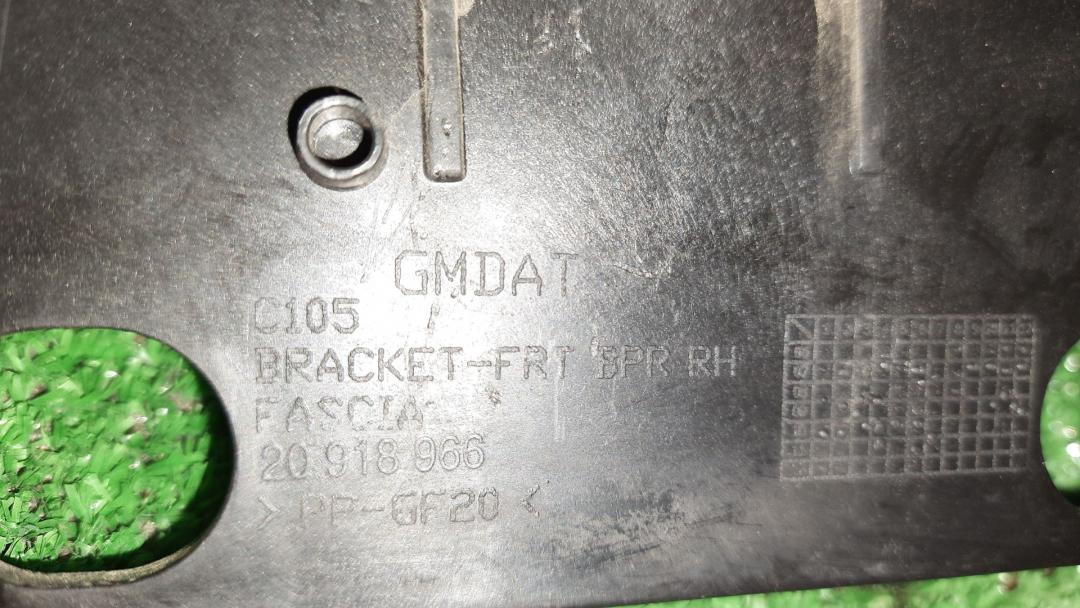 GMDAT
C105
BRACKET-FRT BPR RH
FASCIA
20 918 966
> PP-GF20 <